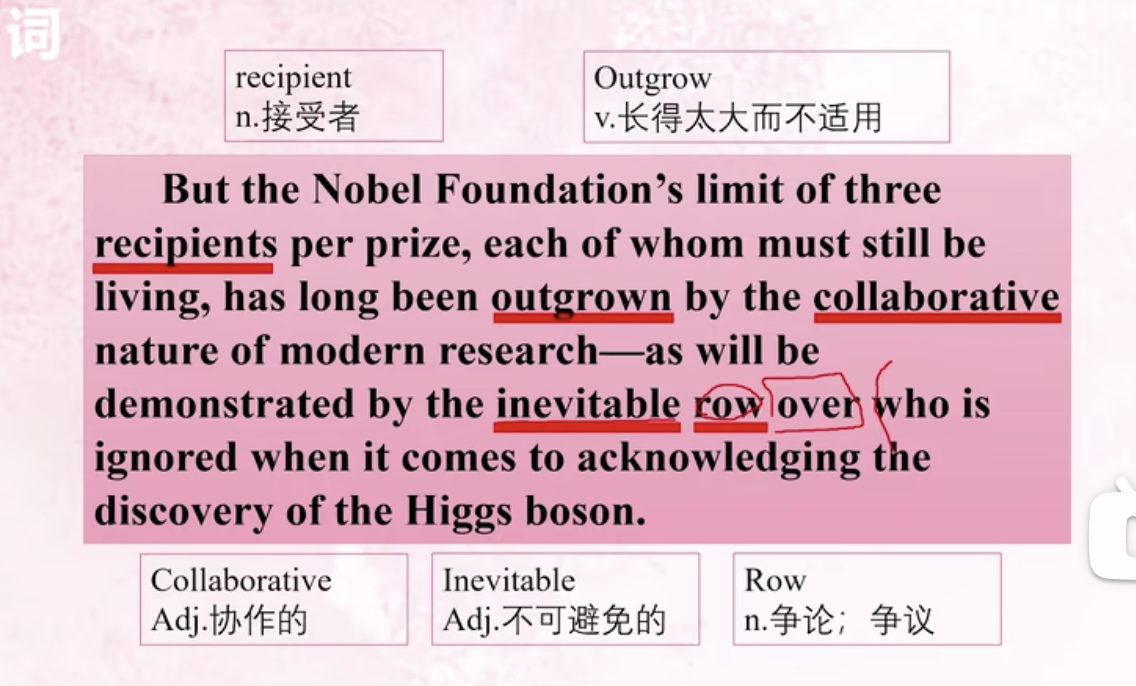 词
recipient
n.接受者
Outgrow
v.长得太大而不适用
But the Nobel Foundation’s limit of three
recipients per prize, each of whom must still be
living, has long been outgrown by the collaborative
nature of modern research—as will be
demonstrated by the inevitable row over who is
ignored when it comes to acknowledging the
discovery of the Higgs boson.
Collaborative
Adj.协作的
Inevitable
Adj.不可避免的
Row
n.争论； 争议